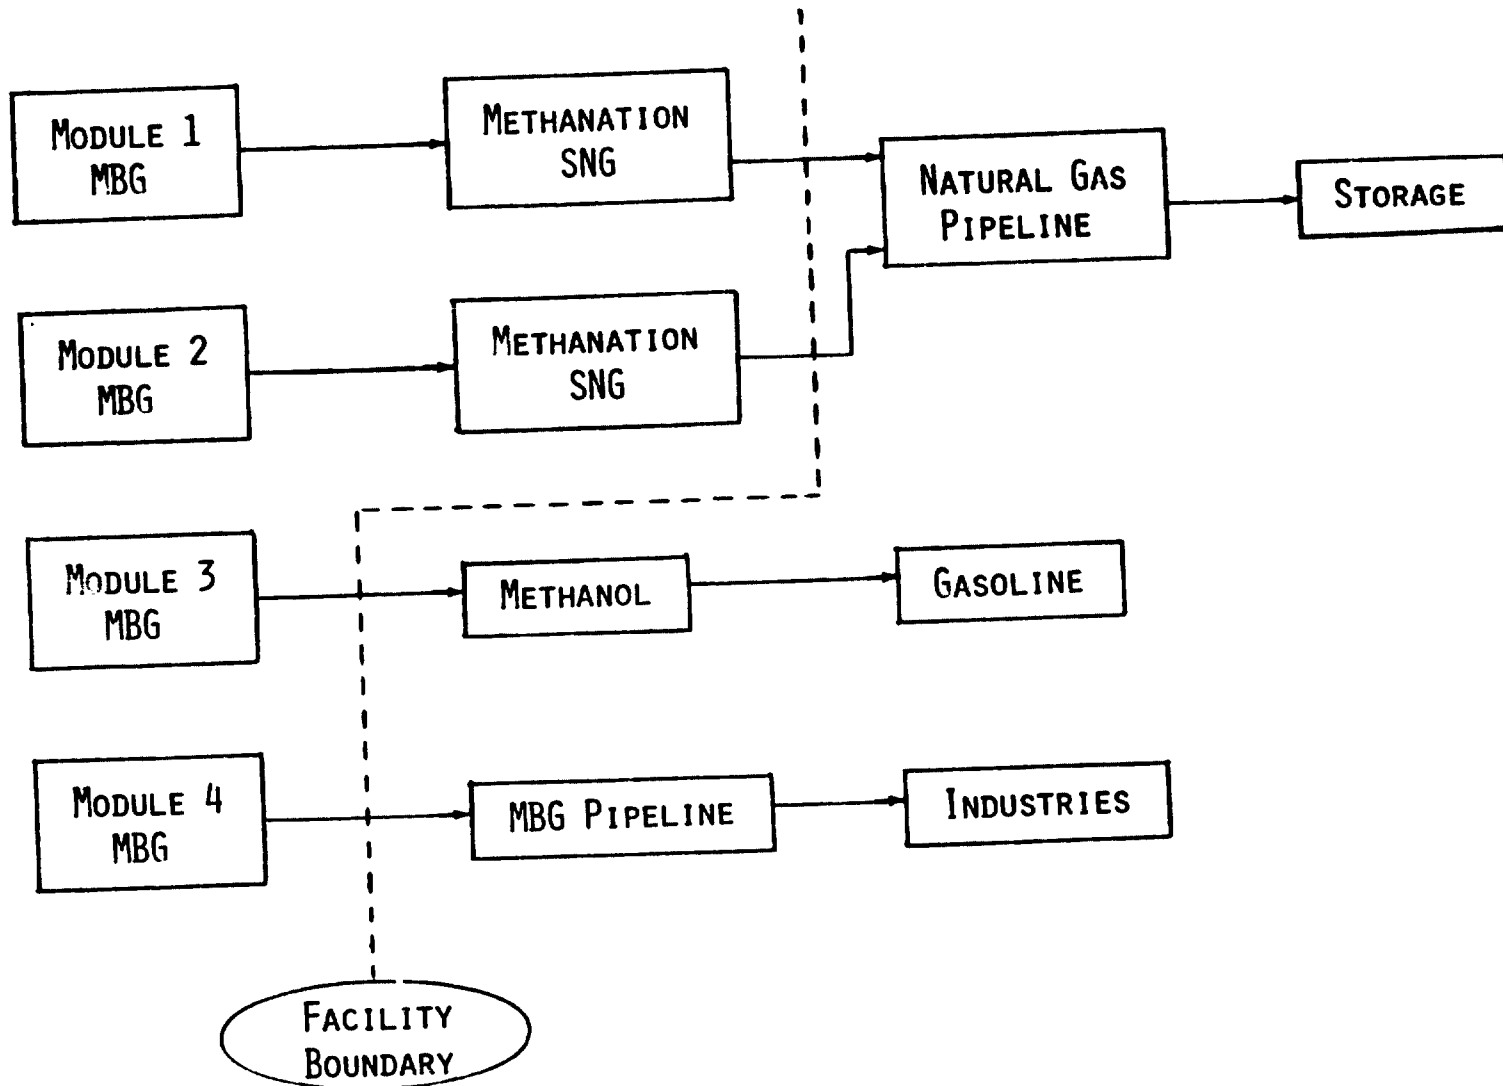 MODULE 1
MBG
METHANATION
SNG
NATURAL GAS
PIPELINE
STORAGE
MODULE 2
MBG
METHANATION
SNG
MODULE 3
MBG
METHANOL
GASOLINE
MODULE 4
MBG
MBG PIPELINE
INDUSTRIES
FACILITY
BOUNDARY